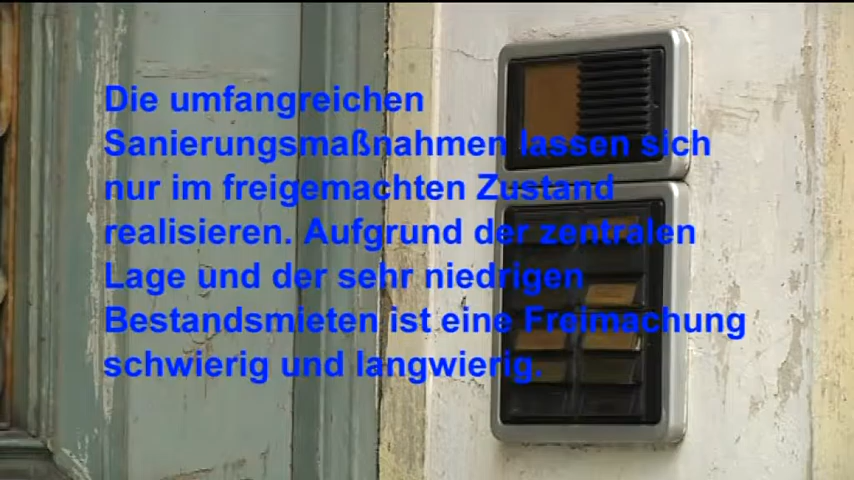 Die umfangreichen
Sanierungsmaßnahmen lassen sich
nur im freigemachten Zustand
realisieren. Aufgrund der zentralen
Lage und der sehr niedrigen
Bestandsmieten ist eine Freimachung
schwierig und langwierig.